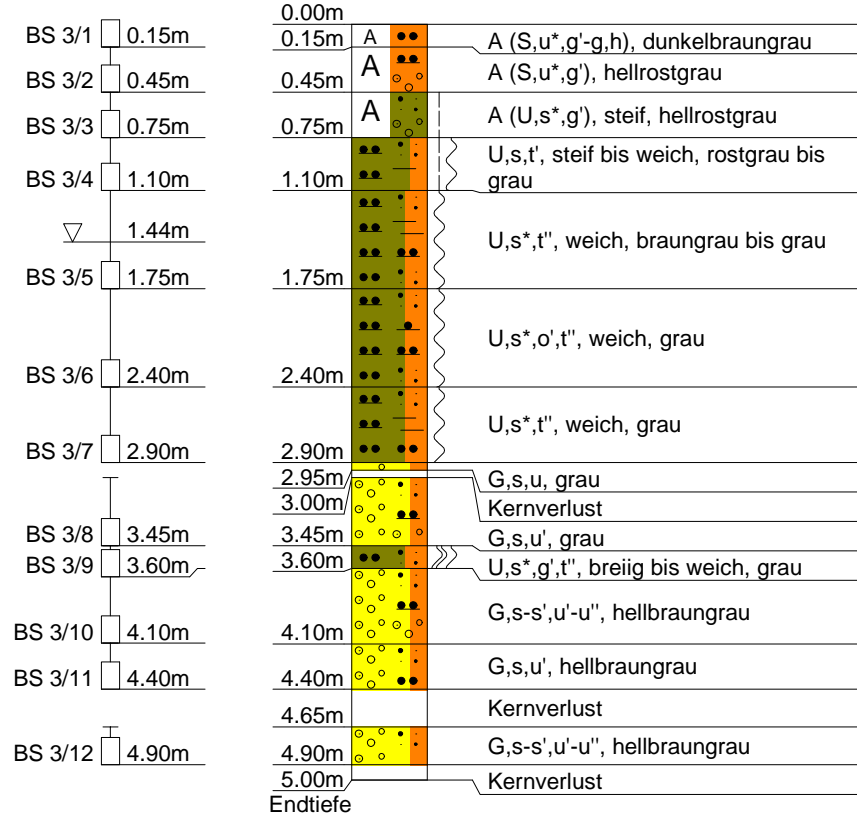 0.00m
BS 3/1 0.15m 0.15m A A (S,u*,g'-g,h), dunkelbraungrau
BS 3/2 0.45m 0.45m A A (S,u*,g'), hellrostgrau
BS 3/3 0.75m 0.75m A A (U,s*,g'), steif, hellrostgrau
U,s,t', steif bis weich, rostgrau bis
BS 3/4 1.10m 1.10m grau
1.44m U,s*,t'', weich, braungrau bis grau
BS 3/5 1.75m 1.75m
U,s*,o',t'', weich, grau
BS 3/6 2.40m 2.40m
U,s*,t'', weich, grau
BS 3/7 2.90m 2.90m
2.95m G,s,u, grau
3.00m Kernverlust
BS 3/8 3.45m 3.45m G,s,u', grau
BS 3/9 3.60m 3.60m U,s*,g',t'', breiig bis weich, grau
G,s-s',u'-u'', hellbraungrau
BS 3/10 4.10m 4.10m
BS 3/11 4.40m 4.40m G,s,u', hellbraungrau
4.65m Kernverlust
BS 3/12 4.90m 4.90m G,s-s',u'-u'', hellbraungrau
5.00m Kernverlust
Endtiefe